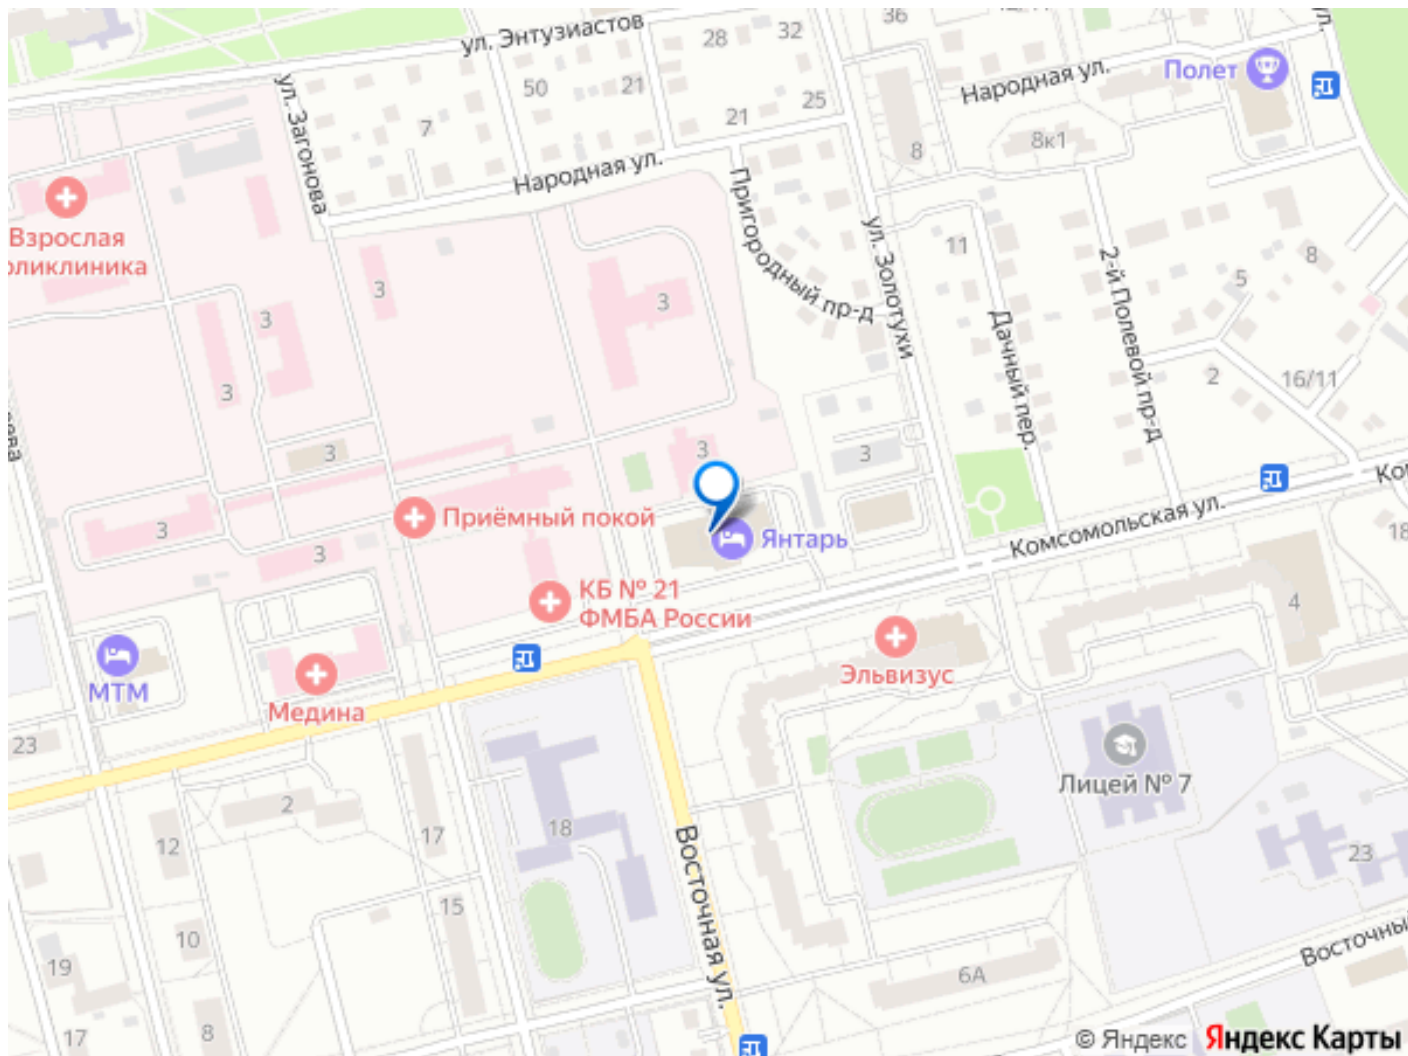 ул. Энтузиастов
28
32
36
Народная ул.
Полет
ул.
50
21
25
7
21
8
8к1
ул. Загонова
Народная ул.
Пригородный пр-д
ул. Золотухи
11
2-й Полевой пр-д
8
5
Взрослая
оликлиника
3
3
3
3
Дачный пер.
2
16/11
3
3
3
Приёмный покой
Янтарь
Комсомольская ул.
3
3
КБ № 21
ФМБА России
4
18
МТМ
Медина
Эльвизус
23
Лицей № 7
2
12
17
18
Восточная ул.
23
15
10
19
6А
8
17
© Яндекс Яндекс Карты